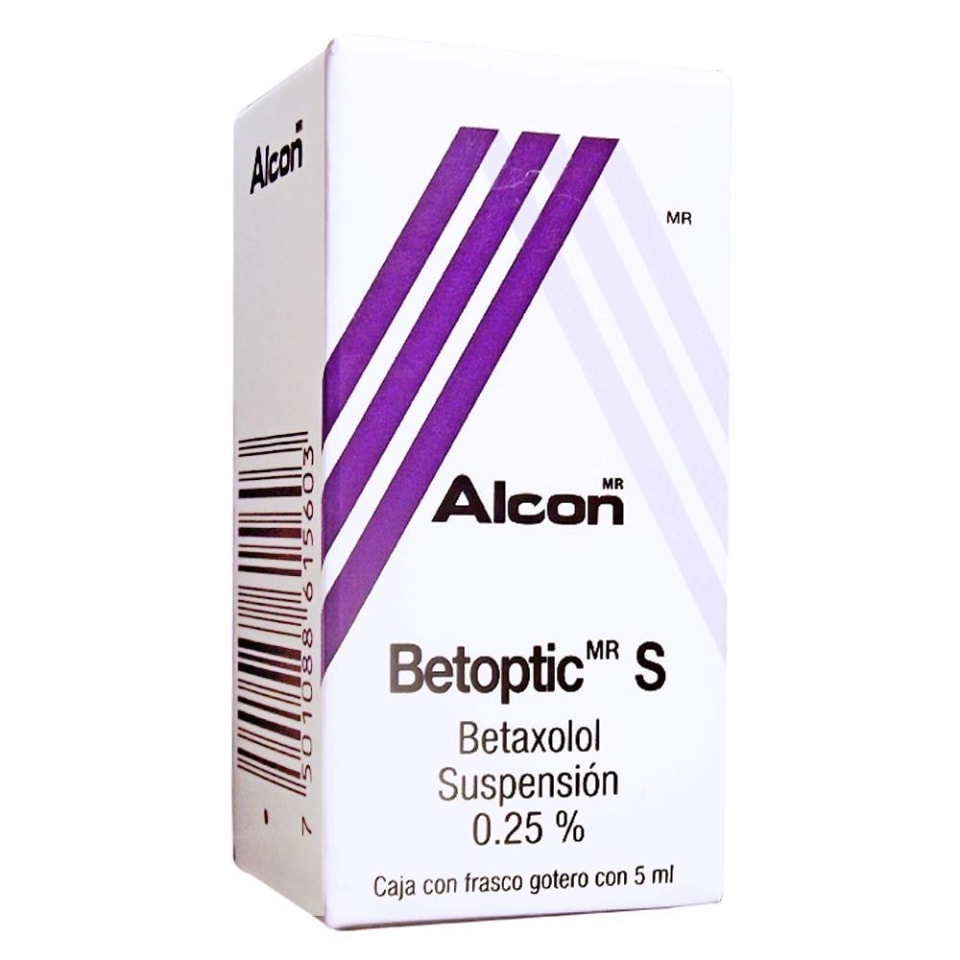 Alcon MR
7 501088 615603
MR
Alcon MR
Betoptic MR S
Betaxolol
Suspensión
0.25 %
Caja con frasco gotero con 5 ml